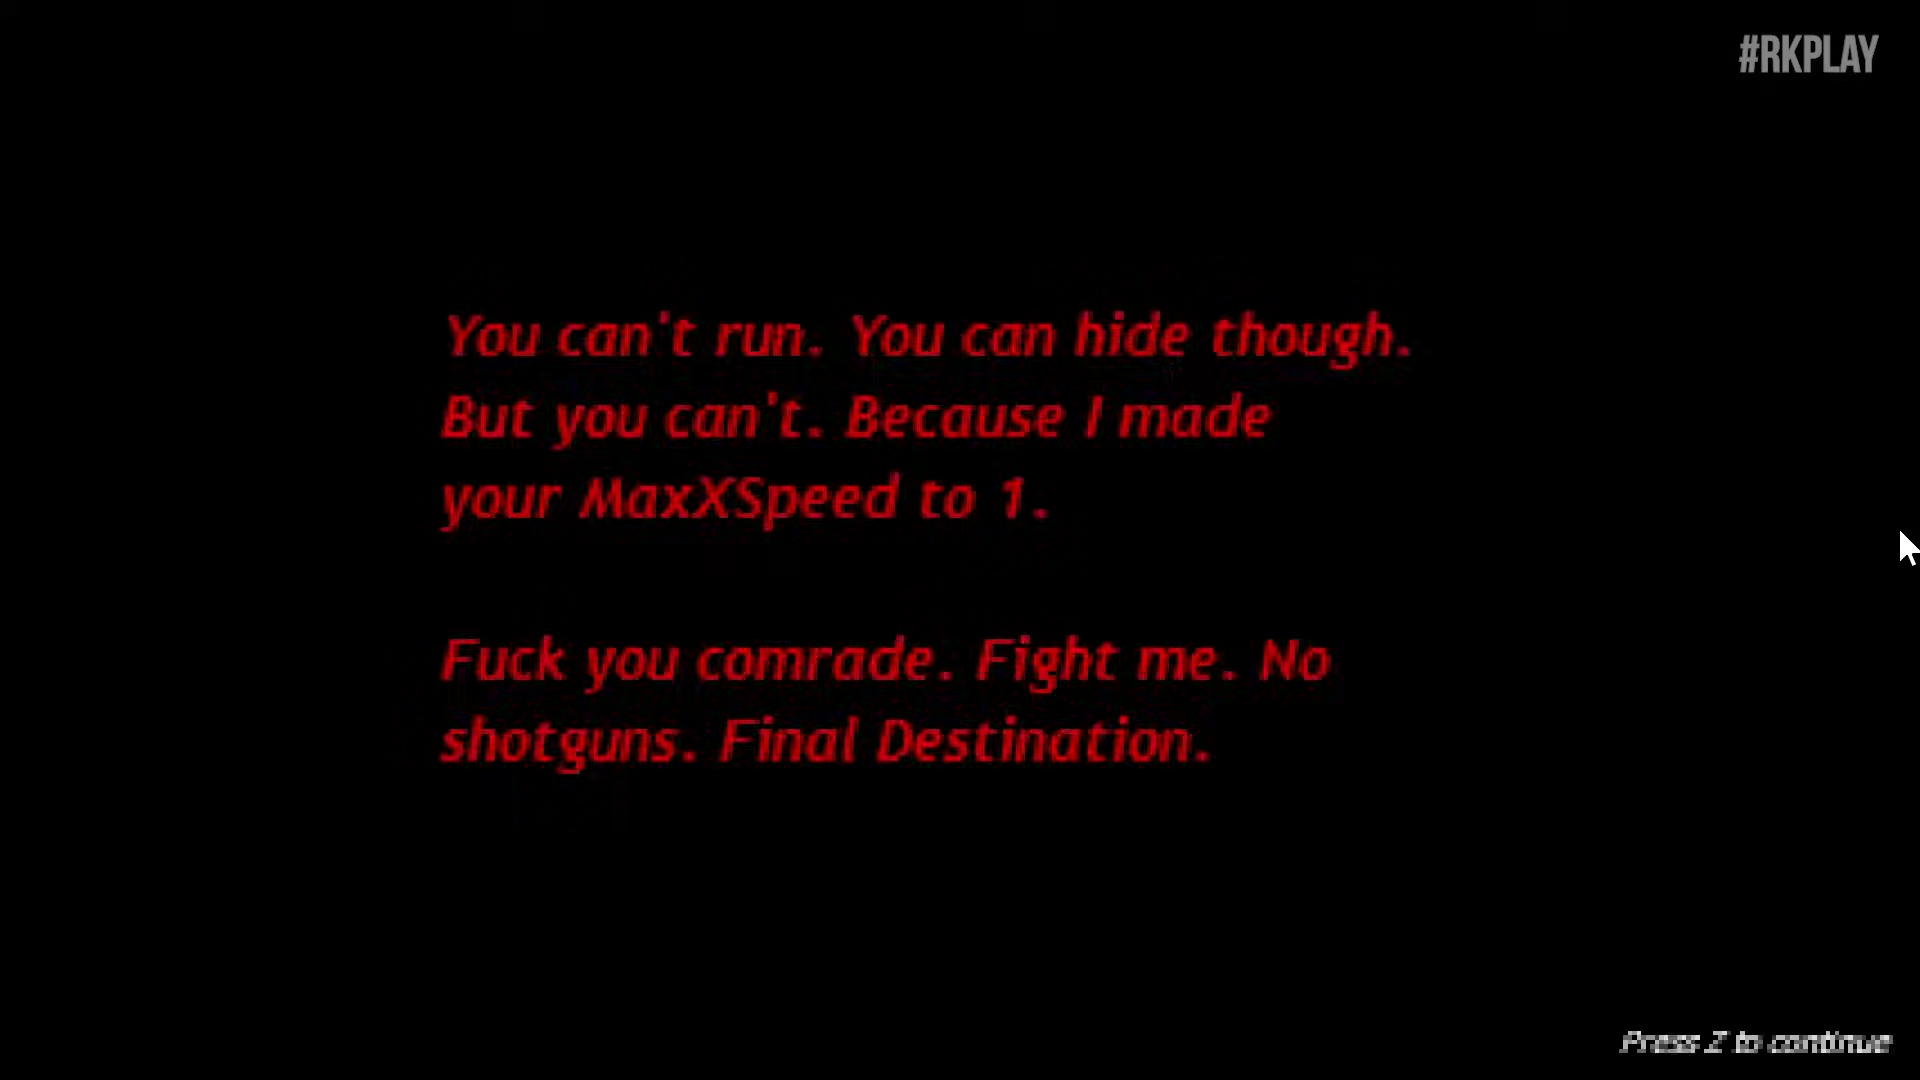 #RKPLAY
You can't run. You can hide though.
But you can't. Because I made
your MaxXSpeed to 1.
Fuck you comrade. Fight me. No
shotguns. Final Destination.
Press Z to continue